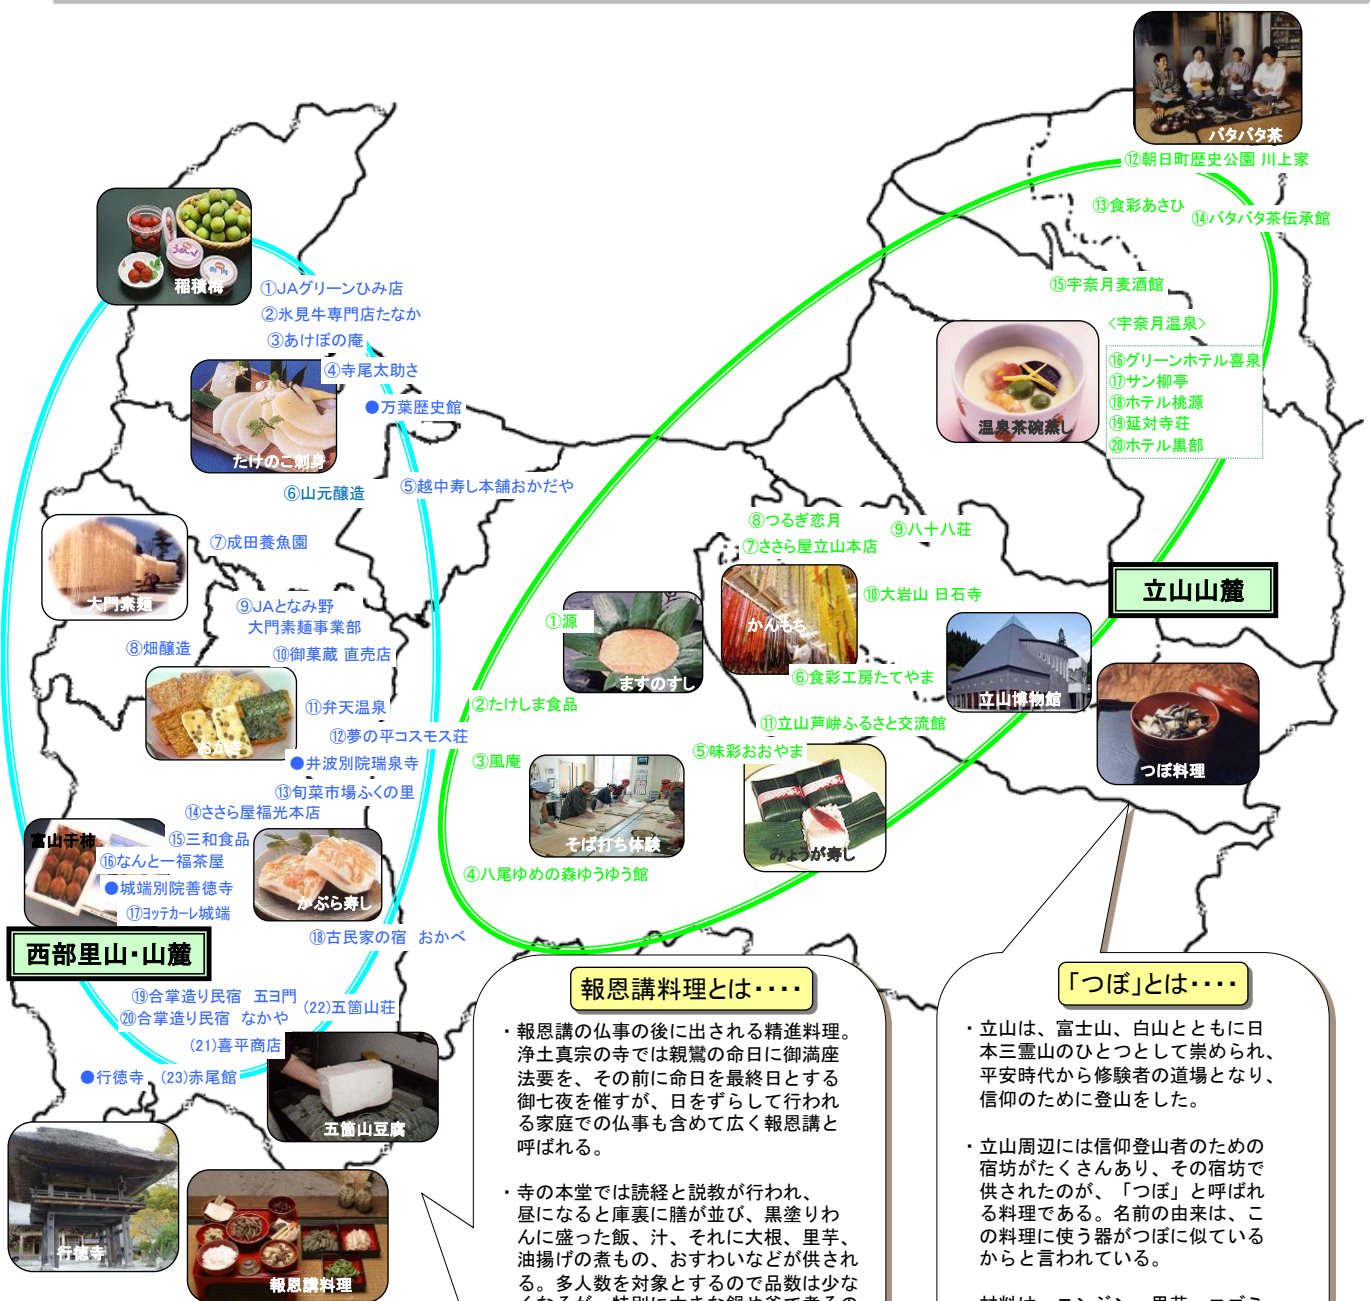 バタバタ茶
⑫朝日町歴史公園 川上家
⑬食彩あさひ
⑭バタバタ茶伝承館
⑮宇奈月麦酒館
<宇奈月温泉>
⑯グリーンホテル喜泉
⑰サン柳亭
⑱ホテル桃源
⑲延対寺荘
⑳ホテル黒部
温泉茶碗蒸し
稲積梅
①JAグリーンひみ店
②氷見牛専門店たなか
③あけぼの庵
④寺尾太助さ
●万葉歴史館
たけのこ刺身
⑤越中寿し本舗おかだや
⑥山元醸造
⑦成田養魚園
大門素麺
⑨JAとなみ野
大門素麺事業部
⑧畑醸造
⑩御菓蔵 直売店
おかき
⑪弁天温泉
⑫夢の平コスモス荘
●井波別院瑞泉寺
⑬旬菜市場ふくの里
⑭ささら屋福光本店
富山干柿
⑮三和食品
⑯なんと一福茶屋
●城端別院善徳寺
⑰ヨッテカーレ城端
かぶら寿し
⑱古民家の宿 おかべ
西部里山・山麓
⑲合掌造り民宿 五ヨ門
⑳合掌造り民宿 なかや
(22)五箇山荘
(21)喜平商店
●行徳寺 (23)赤尾館
五箇山豆腐
行徳寺
報恩講料理
⑧つるぎ恋月
⑨八十八荘
⑦ささら屋立山本店
⑩大岩山 日石寺
かんもち
①源
ますのすし
⑥食彩工房たてやま
立山博物館
立山山麓
つぼ料理
②たけしま食品
⑪立山芦峅ふるさと交流館
③風庵
⑤味彩おおやま
そば打ち体験
みょうが寿し
④八尾ゆめの森ゆうゆう館
報恩講料理とは････
・報恩講の仏事の後に出される精進料理。
浄土真宗の寺では親鸞の命日に御満座
法要を、その前に命日を最終日とする
御七夜を催すが、日をずらして行われ
る家庭での仏事も含めて広く報恩講と
呼ばれる。
・寺の本堂では読経と説教が行われ、
昼になると庫裏に膳が並び、黒塗りわ
んに盛った飯、汁、それに大根、里芋、
油揚げの煮もの、おすわいなどが供され
る。多人数を対象とするので品数は少な
くなるが、特別に大きな鍋や釜で煮るの
「つぼ」とは････
・立山は、富士山、白山とともに日
本三霊山のひとつとして崇められ、
平安時代から修験者の道場となり、
信仰のために登山をした。
・立山周辺には信仰登山者のための
宿坊がたくさんあり、その宿坊で
供されたのが、「つぼ」と呼ばれ
る料理である。名前の由来は、こ
の料理に使う器がつぼに似ている
からと言われている。
・材料は、ニンジン、里芋、コゴミ